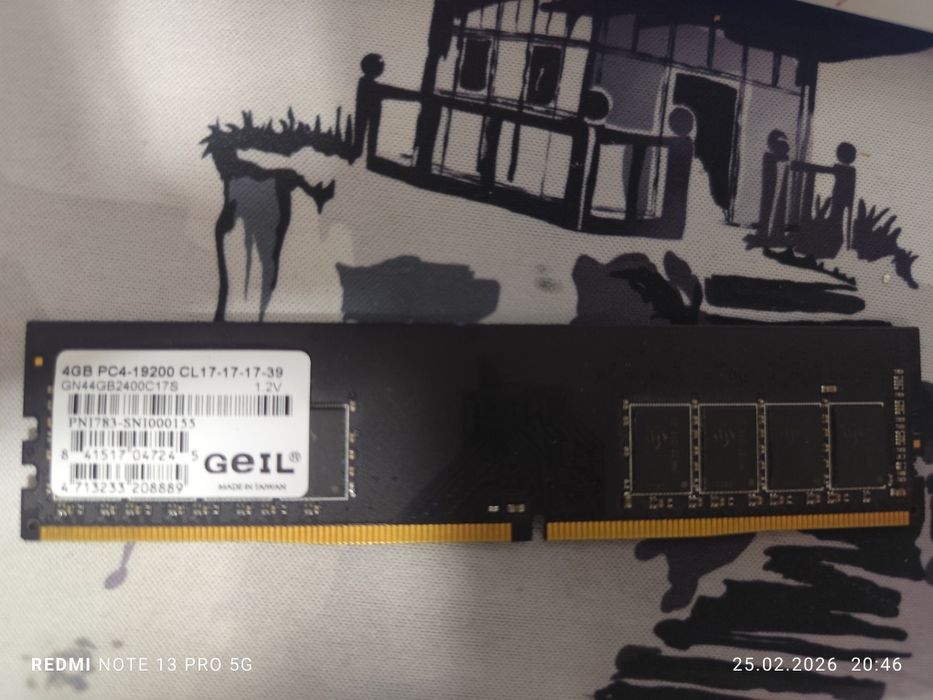 4GB PC4-19200 CL17-17-17-39
GN44GB2400C17S 1.2V
PN1783-SN1000155
8 41517 04724 5
GeIL®
MADE IN TAIWAN
4 713233 208889
REDMI NOTE 13 PRO 5G
25.02.2026 20:46